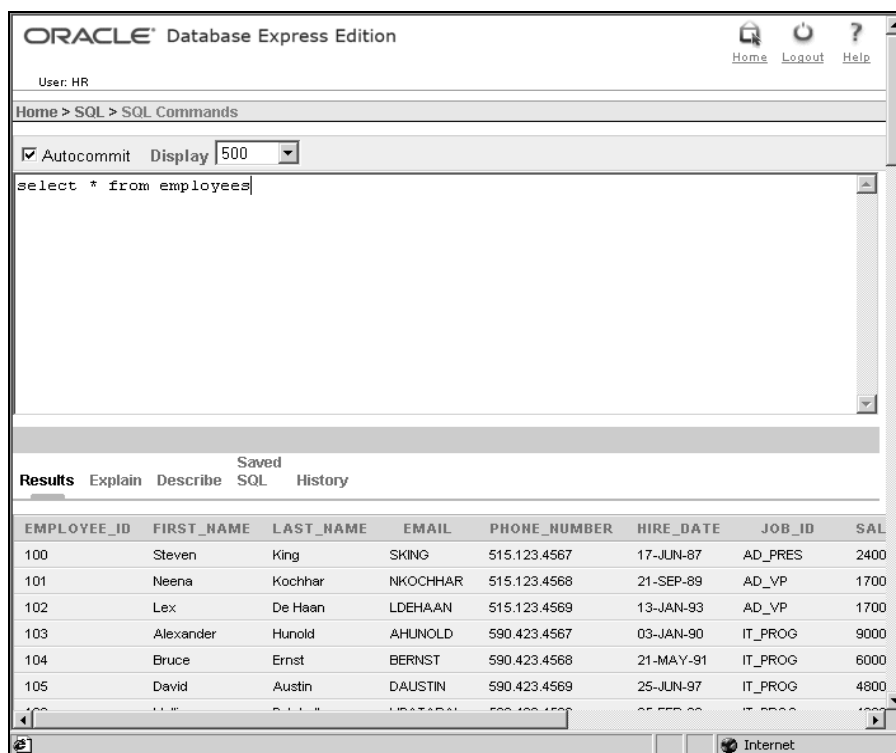 ORACLE® Database Express Edition
Home Logout Help
User: HR
Home > SQL > SQL Commands
Autocommit Display 500
select * from employees
Results Explain Describe Saved SQL History
EMPLOYEE_ID FIRST_NAME LAST_NAME EMAIL PHONE_NUMBER HIRE_DATE JOB_ID SAL
100 Steven King SKING 515.123.4567 17-JUN-87 AD_PRES 2400
101 Neena Kochhar NKOCHHAR 515.123.4568 21-SEP-89 AD_VP 1700
102 Lex De Haan LDEHAAN 515.123.4569 13-JAN-93 AD_VP 1700
103 Alexander Hunold AHUNOLD 590.423.4567 03-JAN-90 IT_PROG 9000
104 Bruce Ernst BERNST 590.423.4568 21-MAY-91 IT_PROG 6000
105 David Austin DAUSTIN 590.423.4569 25-JUN-97 IT_PROG 4800
Internet